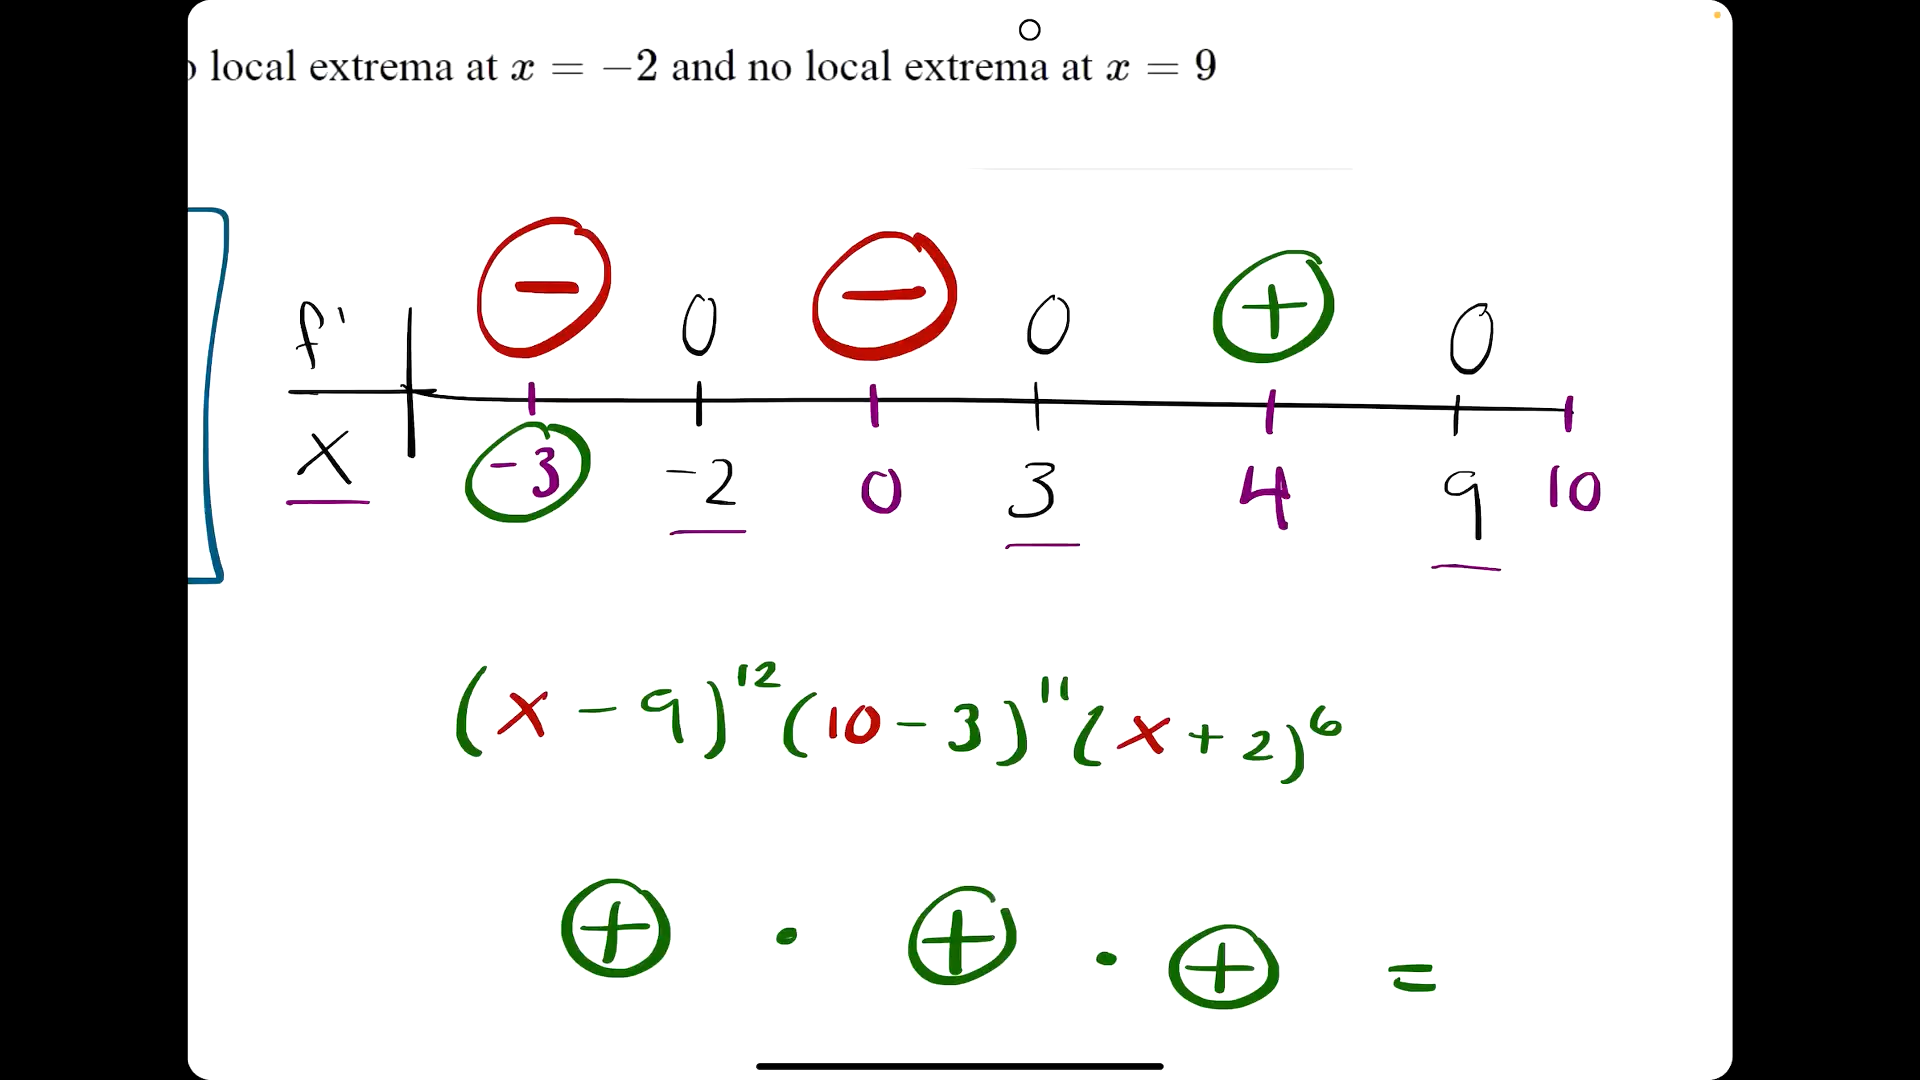 local extrema at x = −2 and no local extrema at x = 9
− 0 − 0 + 0
f'
x -3 -2 0 3 4 9 10
(x - 9)^12 (10 - 3)^11 (x + 2)^6
+ · + · + =